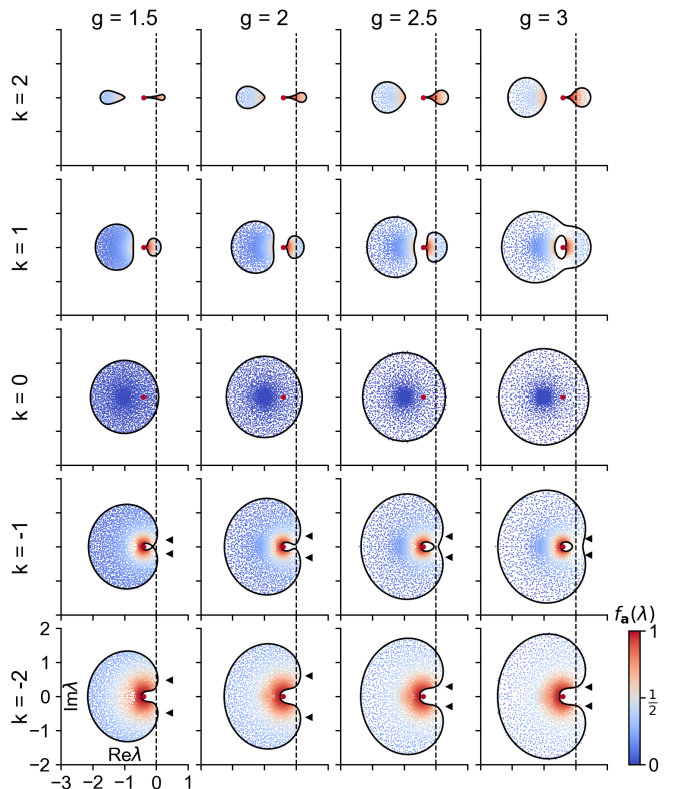 g = 1.5 g = 2 g = 2.5 g = 3
k = 2
k = 1
k = 0
k = -1
k = -2
f_a(λ)
1
1/2
0
2
1
0
−1
−2
Imλ
Reλ
−3 −2 −1 0 1